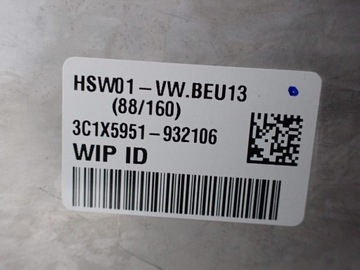 HSW01-VW.BEU13
(88/160)
3C1X5951-932106
WIP ID